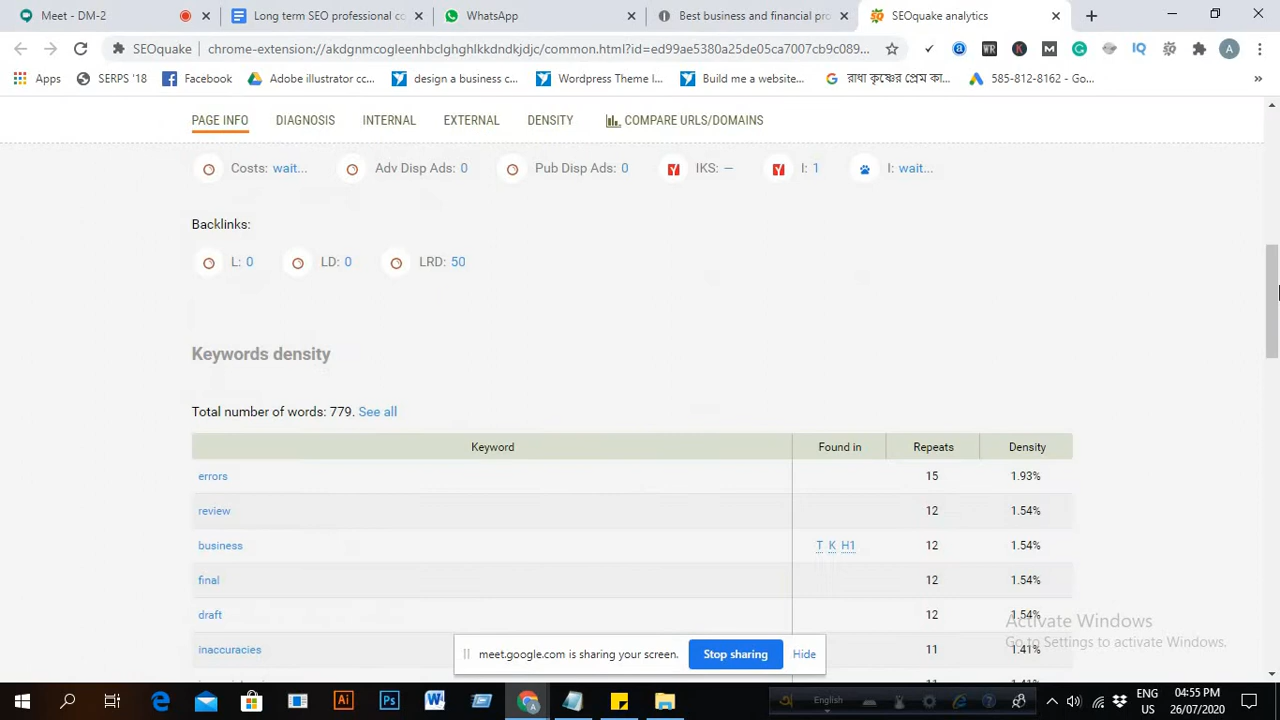 Meet - DM-2
Long term SEO professional cc
WhatsApp
Best business and financial pro
SEOquake analytics
SEOquake
chrome-extension://akdgnmcogleenhbclghghlkkdndkjdjc/common.html?id=ed99ae5380a25de05ca7007cb9c089...
Apps
SERPS '18
Facebook
Adobe illustrator cc...
design a business c...
Wordpress Theme I...
Build me a website...
রাধা কৃষ্ণের প্রেম কা...
585-812-8162 - Go...
PAGE INFO
DIAGNOSIS
INTERNAL
EXTERNAL
DENSITY
COMPARE URLS/DOMAINS
Costs: wait...
Adv Disp Ads: 0
Pub Disp Ads: 0
IKS: —
I: 1
I: wait...
Backlinks:
L: 0
LD: 0
LRD: 50
Keywords density
Total number of words: 779. See all
Keyword Found in Repeats Density
errors 15 1.93%
review 12 1.54%
business T K H1 12 1.54%
final 12 1.54%
draft 12 1.54%
inaccuracies 11 1.41%
Activate Windows
Go to Settings to activate Windows.
meet.google.com is sharing your screen.
Stop sharing
Hide
English
ENG
US
04:55 PM
26/07/2020